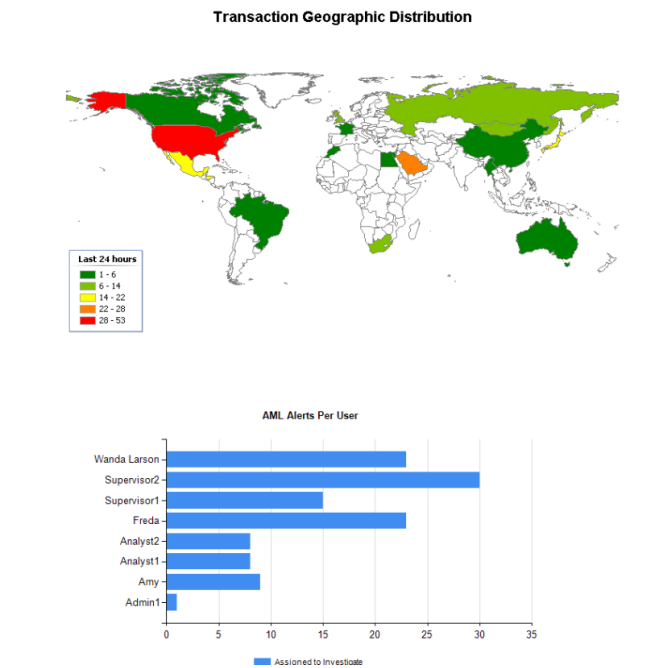 Transaction Geographic Distribution
Last 24 hours
1 - 6
6 - 14
14 - 22
22 - 28
28 - 53
AML Alerts Per User
Wanda Larson
Supervisor2
Supervisor1
Freda
Analyst2
Analyst1
Amy
Admin1
0 5 10 15 20 25 30 35
Assigned to Investigate